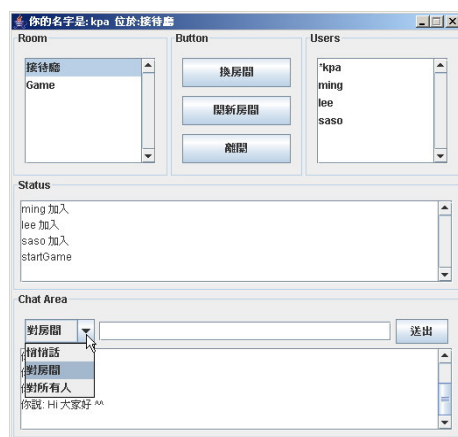 你的名字是: kpa 位於:接待廳
Room
Button
Users
接待廳
Game
換房間
開新房間
離開
*kpa
ming
lee
saso
Status
ming 加入
lee 加入
saso 加入
startGame
Chat Area
對房間
送出
悄悄話
對房間
對所有人
你說: Hi 大家好 ^^